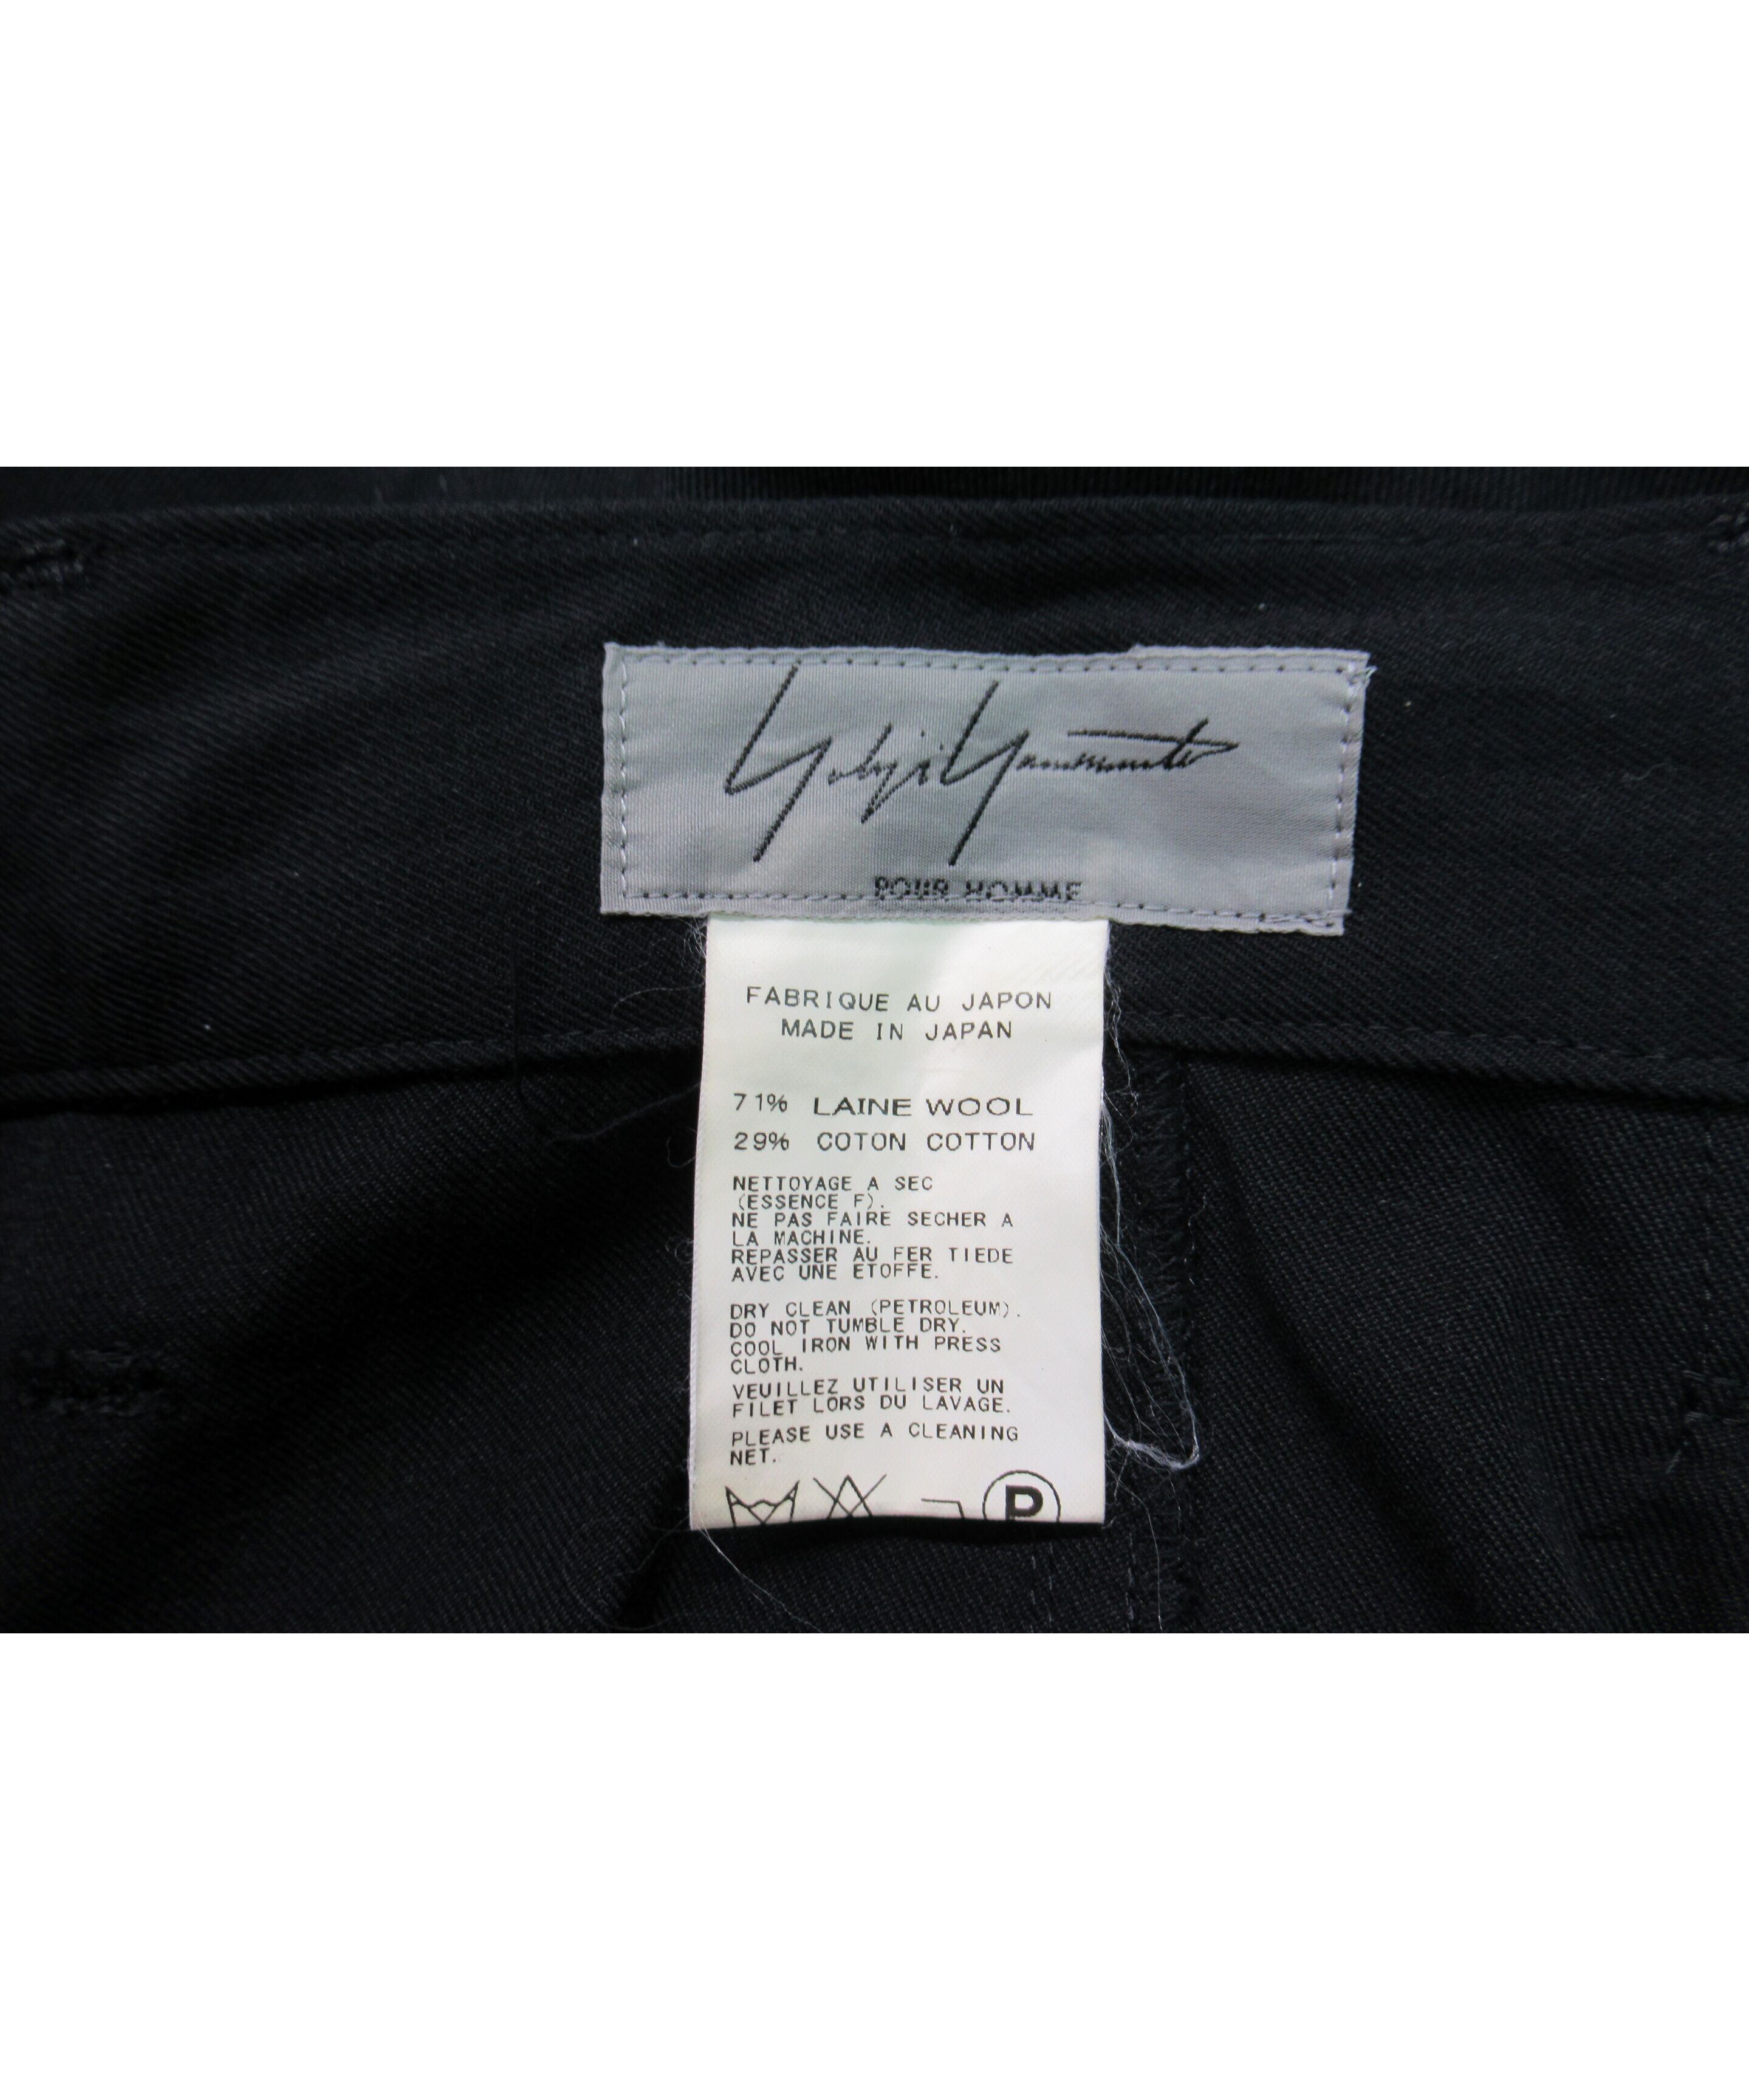 Yohji Yamamoto
POUR HOMME
FABRIQUE AU JAPON
MADE IN JAPAN
71% LAINE WOOL
29% COTON COTTON
NETTOYAGE A SEC
(ESSENCE F).
NE PAS FAIRE SECHER A
LA MACHINE.
REPASSER AU FER TIEDE
AVEC UNE ETOFFE.
DRY CLEAN (PETROLEUM).
DO NOT TUMBLE DRY.
COOL IRON WITH PRESS
CLOTH.
VEUILLEZ UTILISER UN
FILET LORS DU LAVAGE.
PLEASE USE A CLEANING
NET.
P